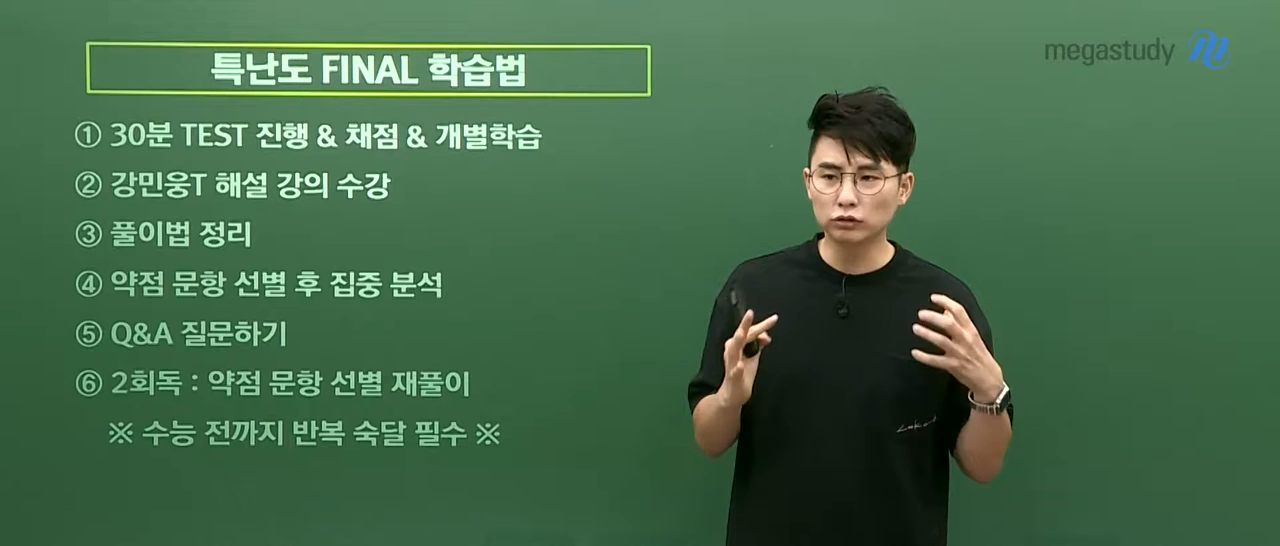 megastudy
특난도 FINAL 학습법
① 30분 TEST 진행 & 채점 & 개별학습
② 강민웅T 해설 강의 수강
③ 풀이법 정리
④ 약점 문항 선별 후 집중 분석
⑤ Q&A 질문하기
⑥ 2회독 : 약점 문항 선별 재풀이
※ 수능 전까지 반복 숙달 필수 ※